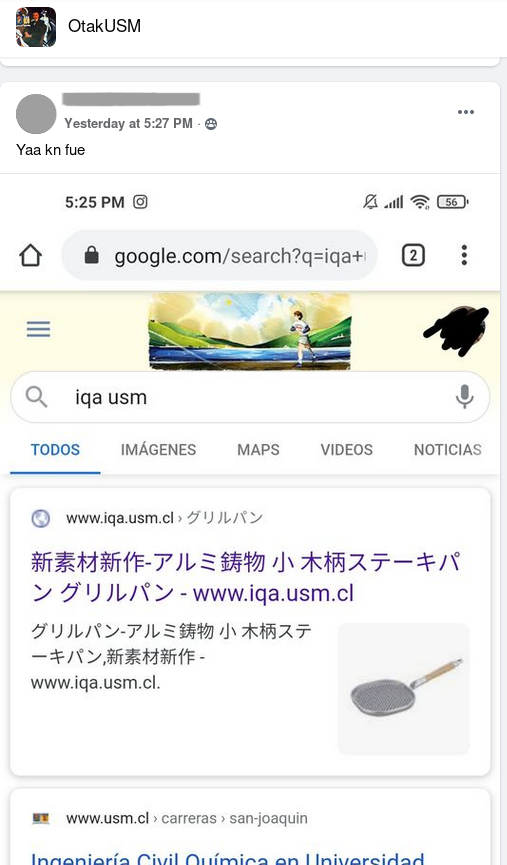 OtakUSM
Yesterday at 5:27 PM ·
Yaa kn fue
5:25 PM
56
google.com/search?q=iqa+
2
iqa usm
TODOS IMÁGENES MAPS VIDEOS NOTICIAS
www.iqa.usm.cl › グリルパン
新素材新作-アルミ鋳物 小 木柄ステーキパ
ン グリルパン - www.iqa.usm.cl
グリルパン-アルミ鋳物 小 木柄ステ
ーキパン,新素材新作 -
www.iqa.usm.cl.
www.usm.cl › carreras › san-joaquin
Ingeniería Civil Química en Universidad